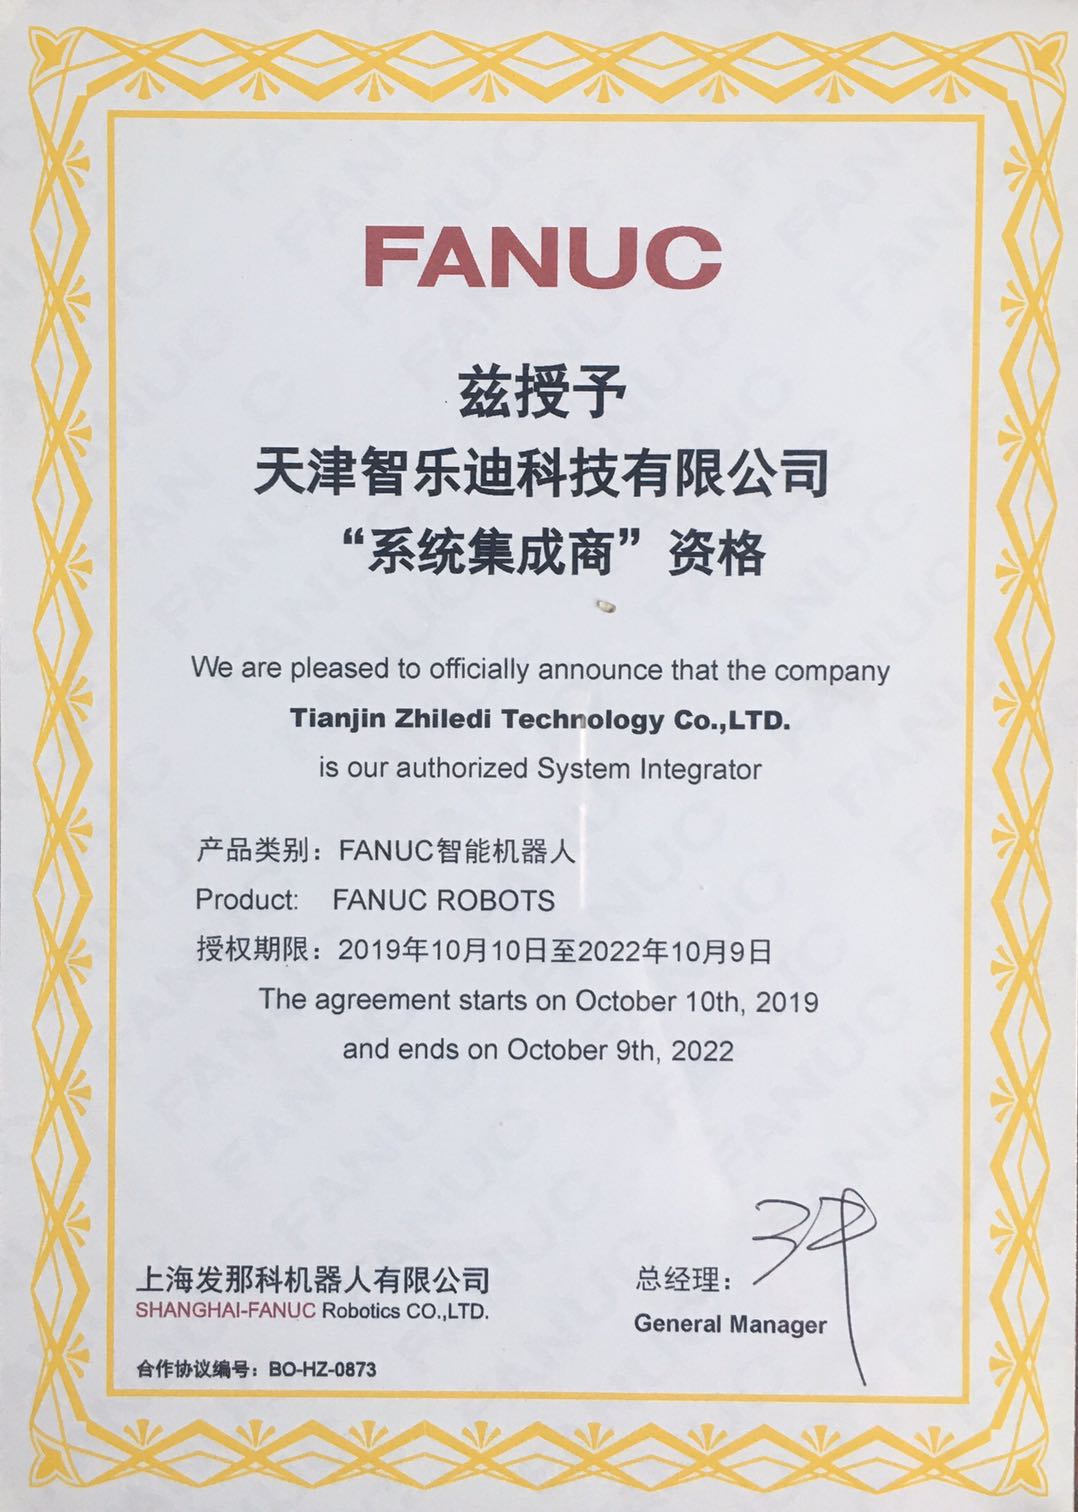 FANUC
兹授予
天津智乐迪科技有限公司
“系统集成商”资格
We are pleased to officially announce that the company
Tianjin Zhiledi Technology Co.,LTD.
is our authorized System Integrator
产品类别：FANUC智能机器人
Product: FANUC ROBOTS
授权期限：2019年10月10日至2022年10月9日
The agreement starts on October 10th, 2019
and ends on October 9th, 2022
上海发那科机器人有限公司
SHANGHAI-FANUC Robotics CO.,LTD.
总经理：
General Manager
合作协议编号：BO-HZ-0873